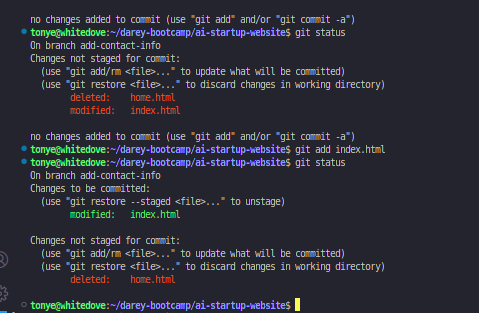 no changes added to commit (use "git add" and/or "git commit -a")
tonye@whitedove:~/darey-bootcamp/ai-startup-website$ git status
On branch add-contact-info
Changes not staged for commit:
  (use "git add/rm <file>..." to update what will be committed)
  (use "git restore <file>..." to discard changes in working directory)
        deleted:    home.html
        modified:   index.html

no changes added to commit (use "git add" and/or "git commit -a")
tonye@whitedove:~/darey-bootcamp/ai-startup-website$ git add index.html
tonye@whitedove:~/darey-bootcamp/ai-startup-website$ git status
On branch add-contact-info
Changes to be committed:
  (use "git restore --staged <file>..." to unstage)
        modified:   index.html

Changes not staged for commit:
  (use "git add/rm <file>..." to update what will be committed)
  (use "git restore <file>..." to discard changes in working directory)
        deleted:    home.html

tonye@whitedove:~/darey-bootcamp/ai-startup-website$